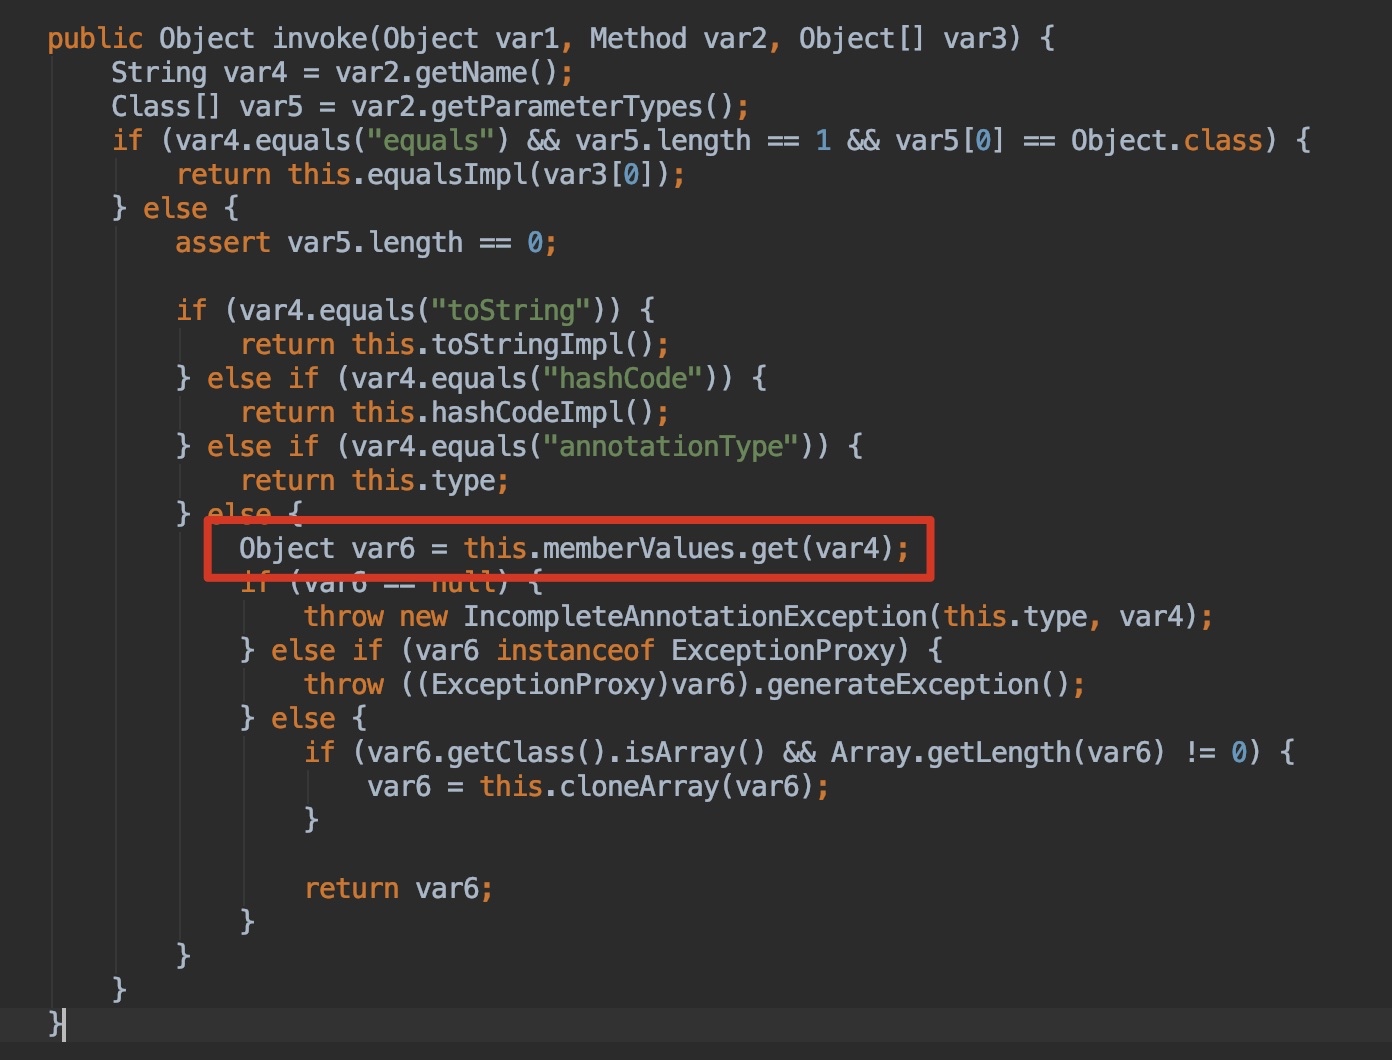 public Object invoke(Object var1, Method var2, Object[] var3) {
String var4 = var2.getName();
Class[] var5 = var2.getParameterTypes();
if (var4.equals("equals") && var5.length == 1 && var5[0] == Object.class) {
return this.equalsImpl(var3[0]);
} else {
assert var5.length == 0;
if (var4.equals("toString")) {
return this.toStringImpl();
} else if (var4.equals("hashCode")) {
return this.hashCodeImpl();
} else if (var4.equals("annotationType")) {
return this.type;
} else {
Object var6 = this.memberValues.get(var4);
if (var6 == null) {
throw new IncompleteAnnotationException(this.type, var4);
} else if (var6 instanceof ExceptionProxy) {
throw ((ExceptionProxy)var6).generateException();
} else {
if (var6.getClass().isArray() && Array.getLength(var6) != 0) {
var6 = this.cloneArray(var6);
}
return var6;
}
}
}
}